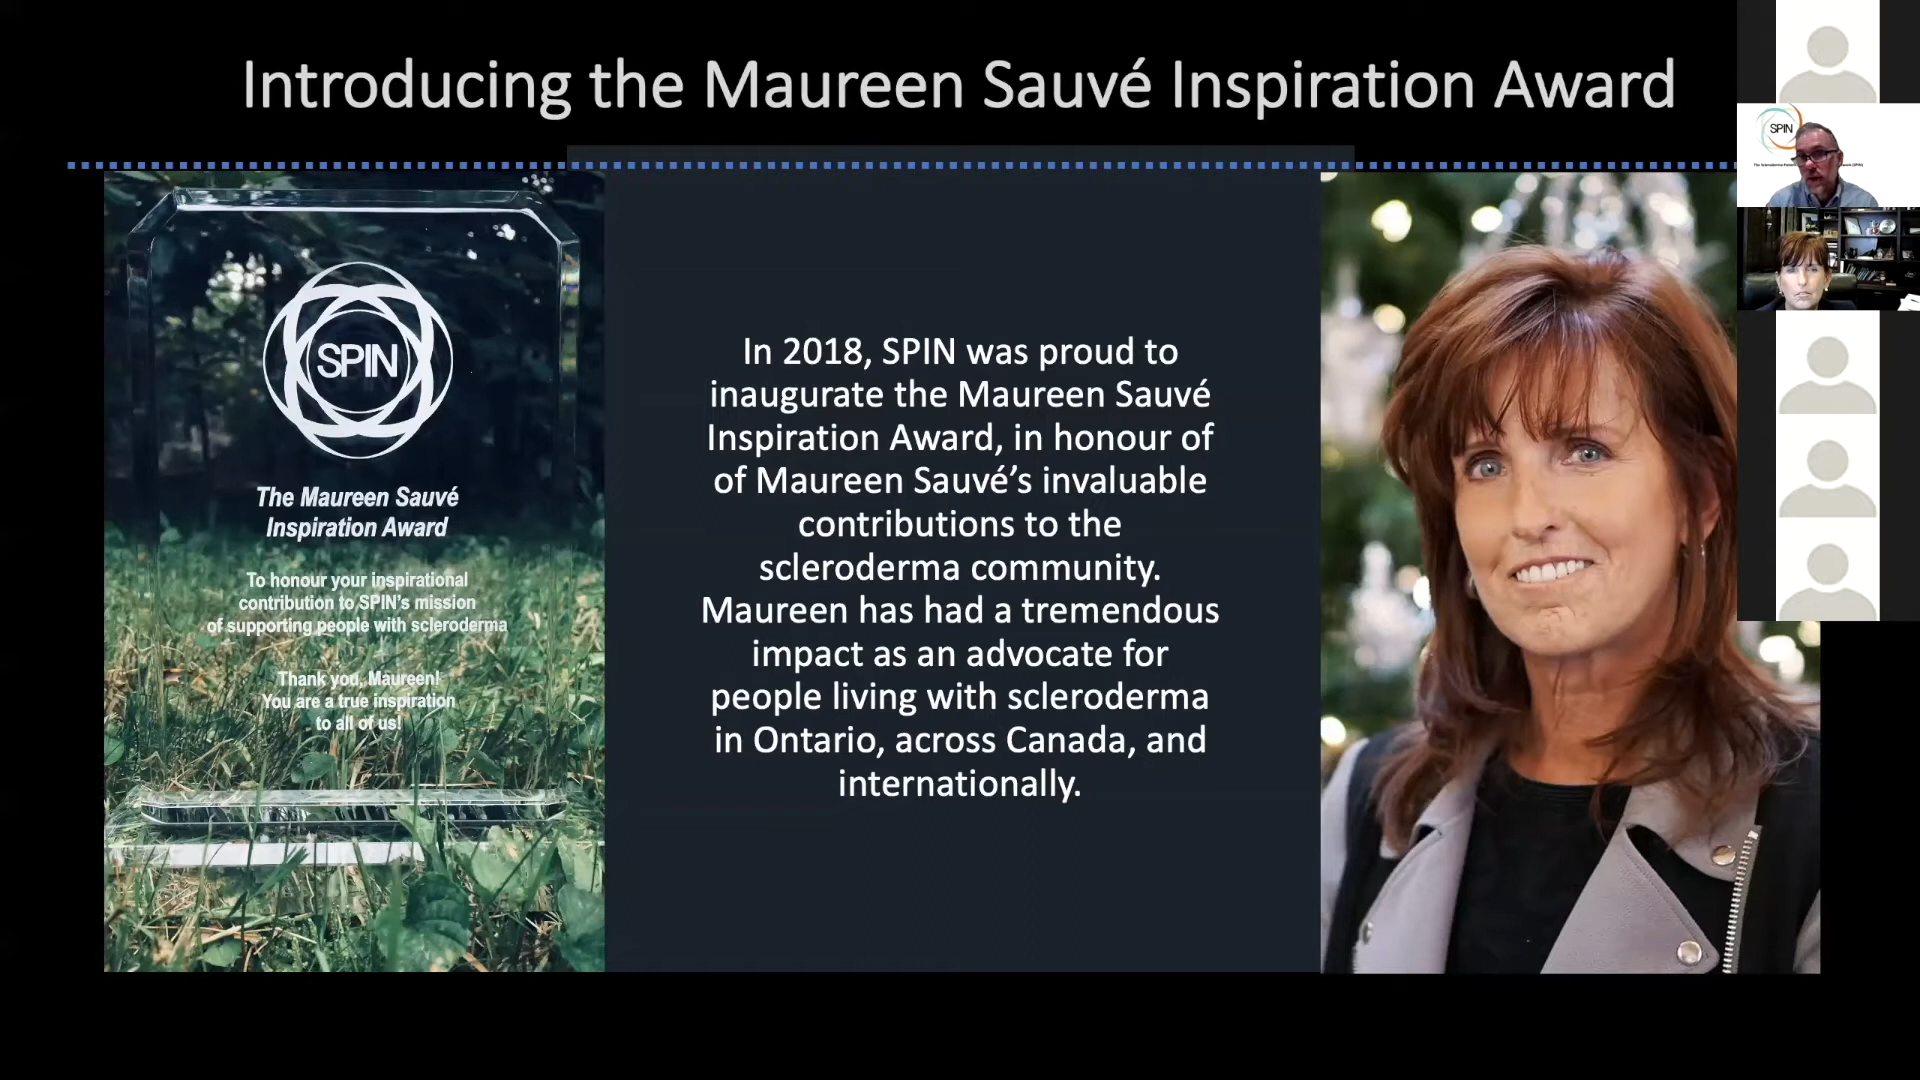 Introducing the Maureen Sauvé Inspiration Award
SPIN
The Maureen Sauvé
Inspiration Award
To honour your inspirational
contribution to SPIN's mission
of supporting people with scleroderma
Thank you, Maureen!
You are a true inspiration
to all of us!
In 2018, SPIN was proud to
inaugurate the Maureen Sauvé
Inspiration Award, in honour of
of Maureen Sauvé’s invaluable
contributions to the
scleroderma community.
Maureen has had a tremendous
impact as an advocate for
people living with scleroderma
in Ontario, across Canada, and
internationally.
SPIN